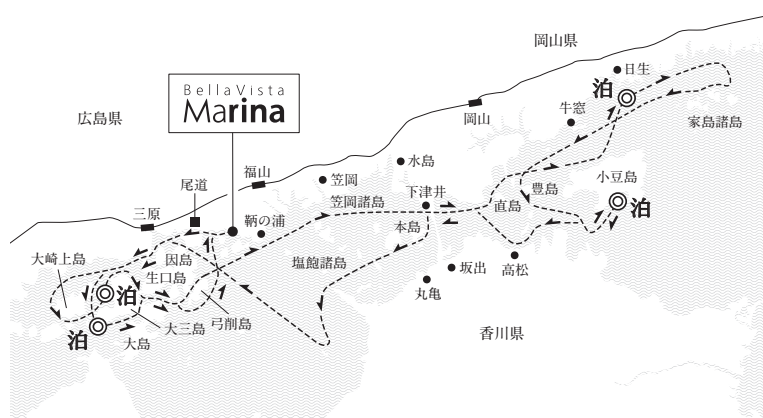 岡山県
日生
泊
BellaVista
Marina
広島県
岡山
牛窓
家島諸島
福山
水島
笠岡
小豆島
尾道
下津井
豊島
泊
三原
鞆の浦
笠岡諸島
直島
本島
大崎上島
因島
生口島
塩飽諸島
坂出
高松
丸亀
泊
弓削島
大三島
泊
大島
香川県